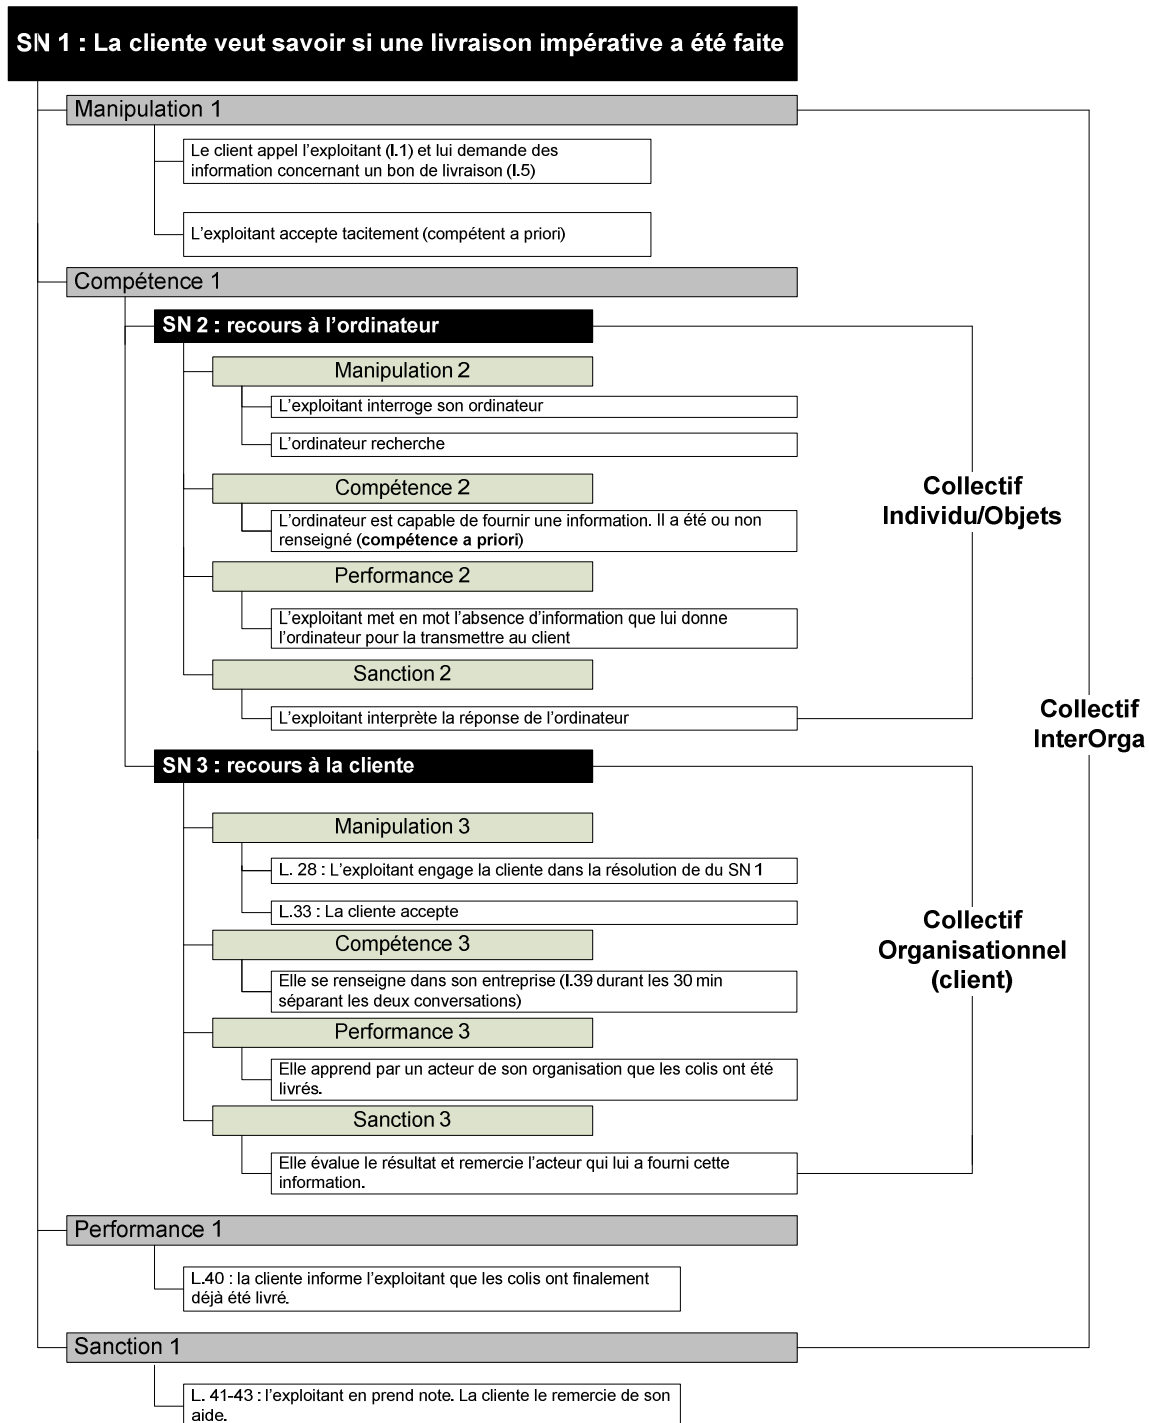 SN 1 : La cliente veut savoir si une livraison impérative a été faite
Manipulation 1
Le client appel l’exploitant (l.1) et lui demande des
information concernant un bon de livraison (l.5)
L’exploitant accepte tacitement (compétent a priori)
Compétence 1
SN 2 : recours à l’ordinateur
Manipulation 2
L’exploitant interroge son ordinateur
L’ordinateur recherche
Compétence 2
L’ordinateur est capable de fournir une information. Il a été ou non
renseigné (compétence a priori)
Performance 2
L’exploitant met en mot l’absence d’information que lui donne
l’ordinateur pour la transmettre au client
Sanction 2
L’exploitant interprète la réponse de l’ordinateur
Collectif
Individu/Objets
Collectif
InterOrga
SN 3 : recours à la cliente
Manipulation 3
L. 28 : L’exploitant engage la cliente dans la résolution de du SN 1
L.33 : La cliente accepte
Compétence 3
Elle se renseigne dans son entreprise (l.39 durant les 30 min
séparant les deux conversations)
Performance 3
Elle apprend par un acteur de son organisation que les colis ont été
livrés.
Sanction 3
Elle évalue le résultat et remercie l’acteur qui lui a fourni cette
information.
Collectif
Organisationnel
(client)
Performance 1
L.40 : la cliente informe l’exploitant que les colis ont finalement
déjà été livré.
Sanction 1
L. 41-43 : l’exploitant en prend note. La cliente le remercie de son
aide.